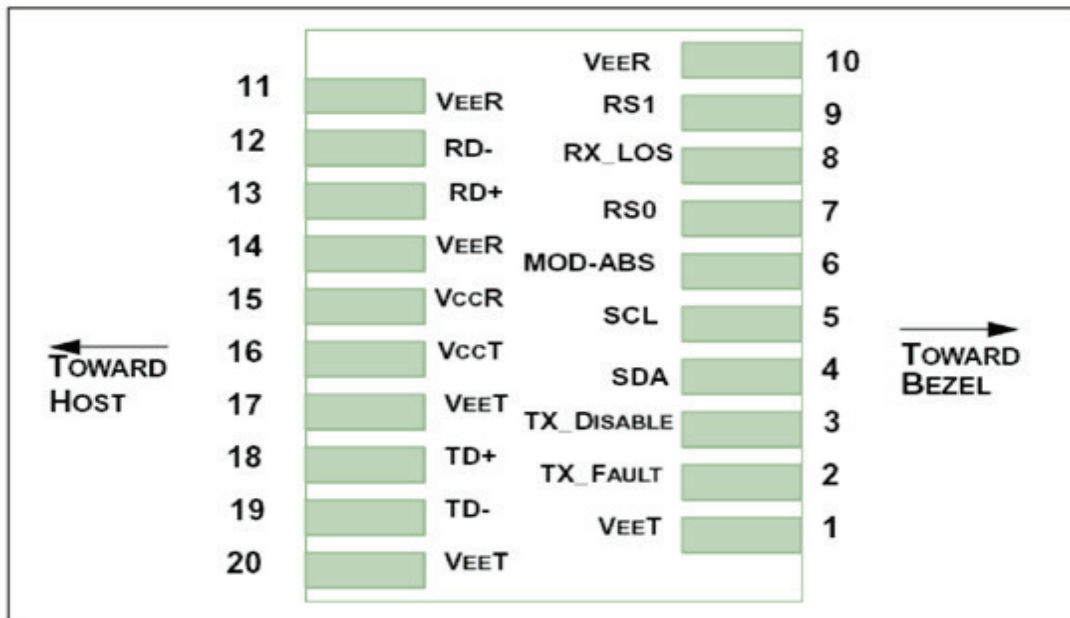 11 VEER
12 RD-
13 RD+
14 VEER
15 VCCR
16 VCCT
17 VEET
18 TD+
19 TD-
20 VEET
VEER 10
RS1 9
RX_LOS 8
RS0 7
MOD-ABS 6
SCL 5
SDA 4
TX_DISABLE 3
TX_FAULT 2
VEET 1
TOWARD
HOST
TOWARD
BEZEL